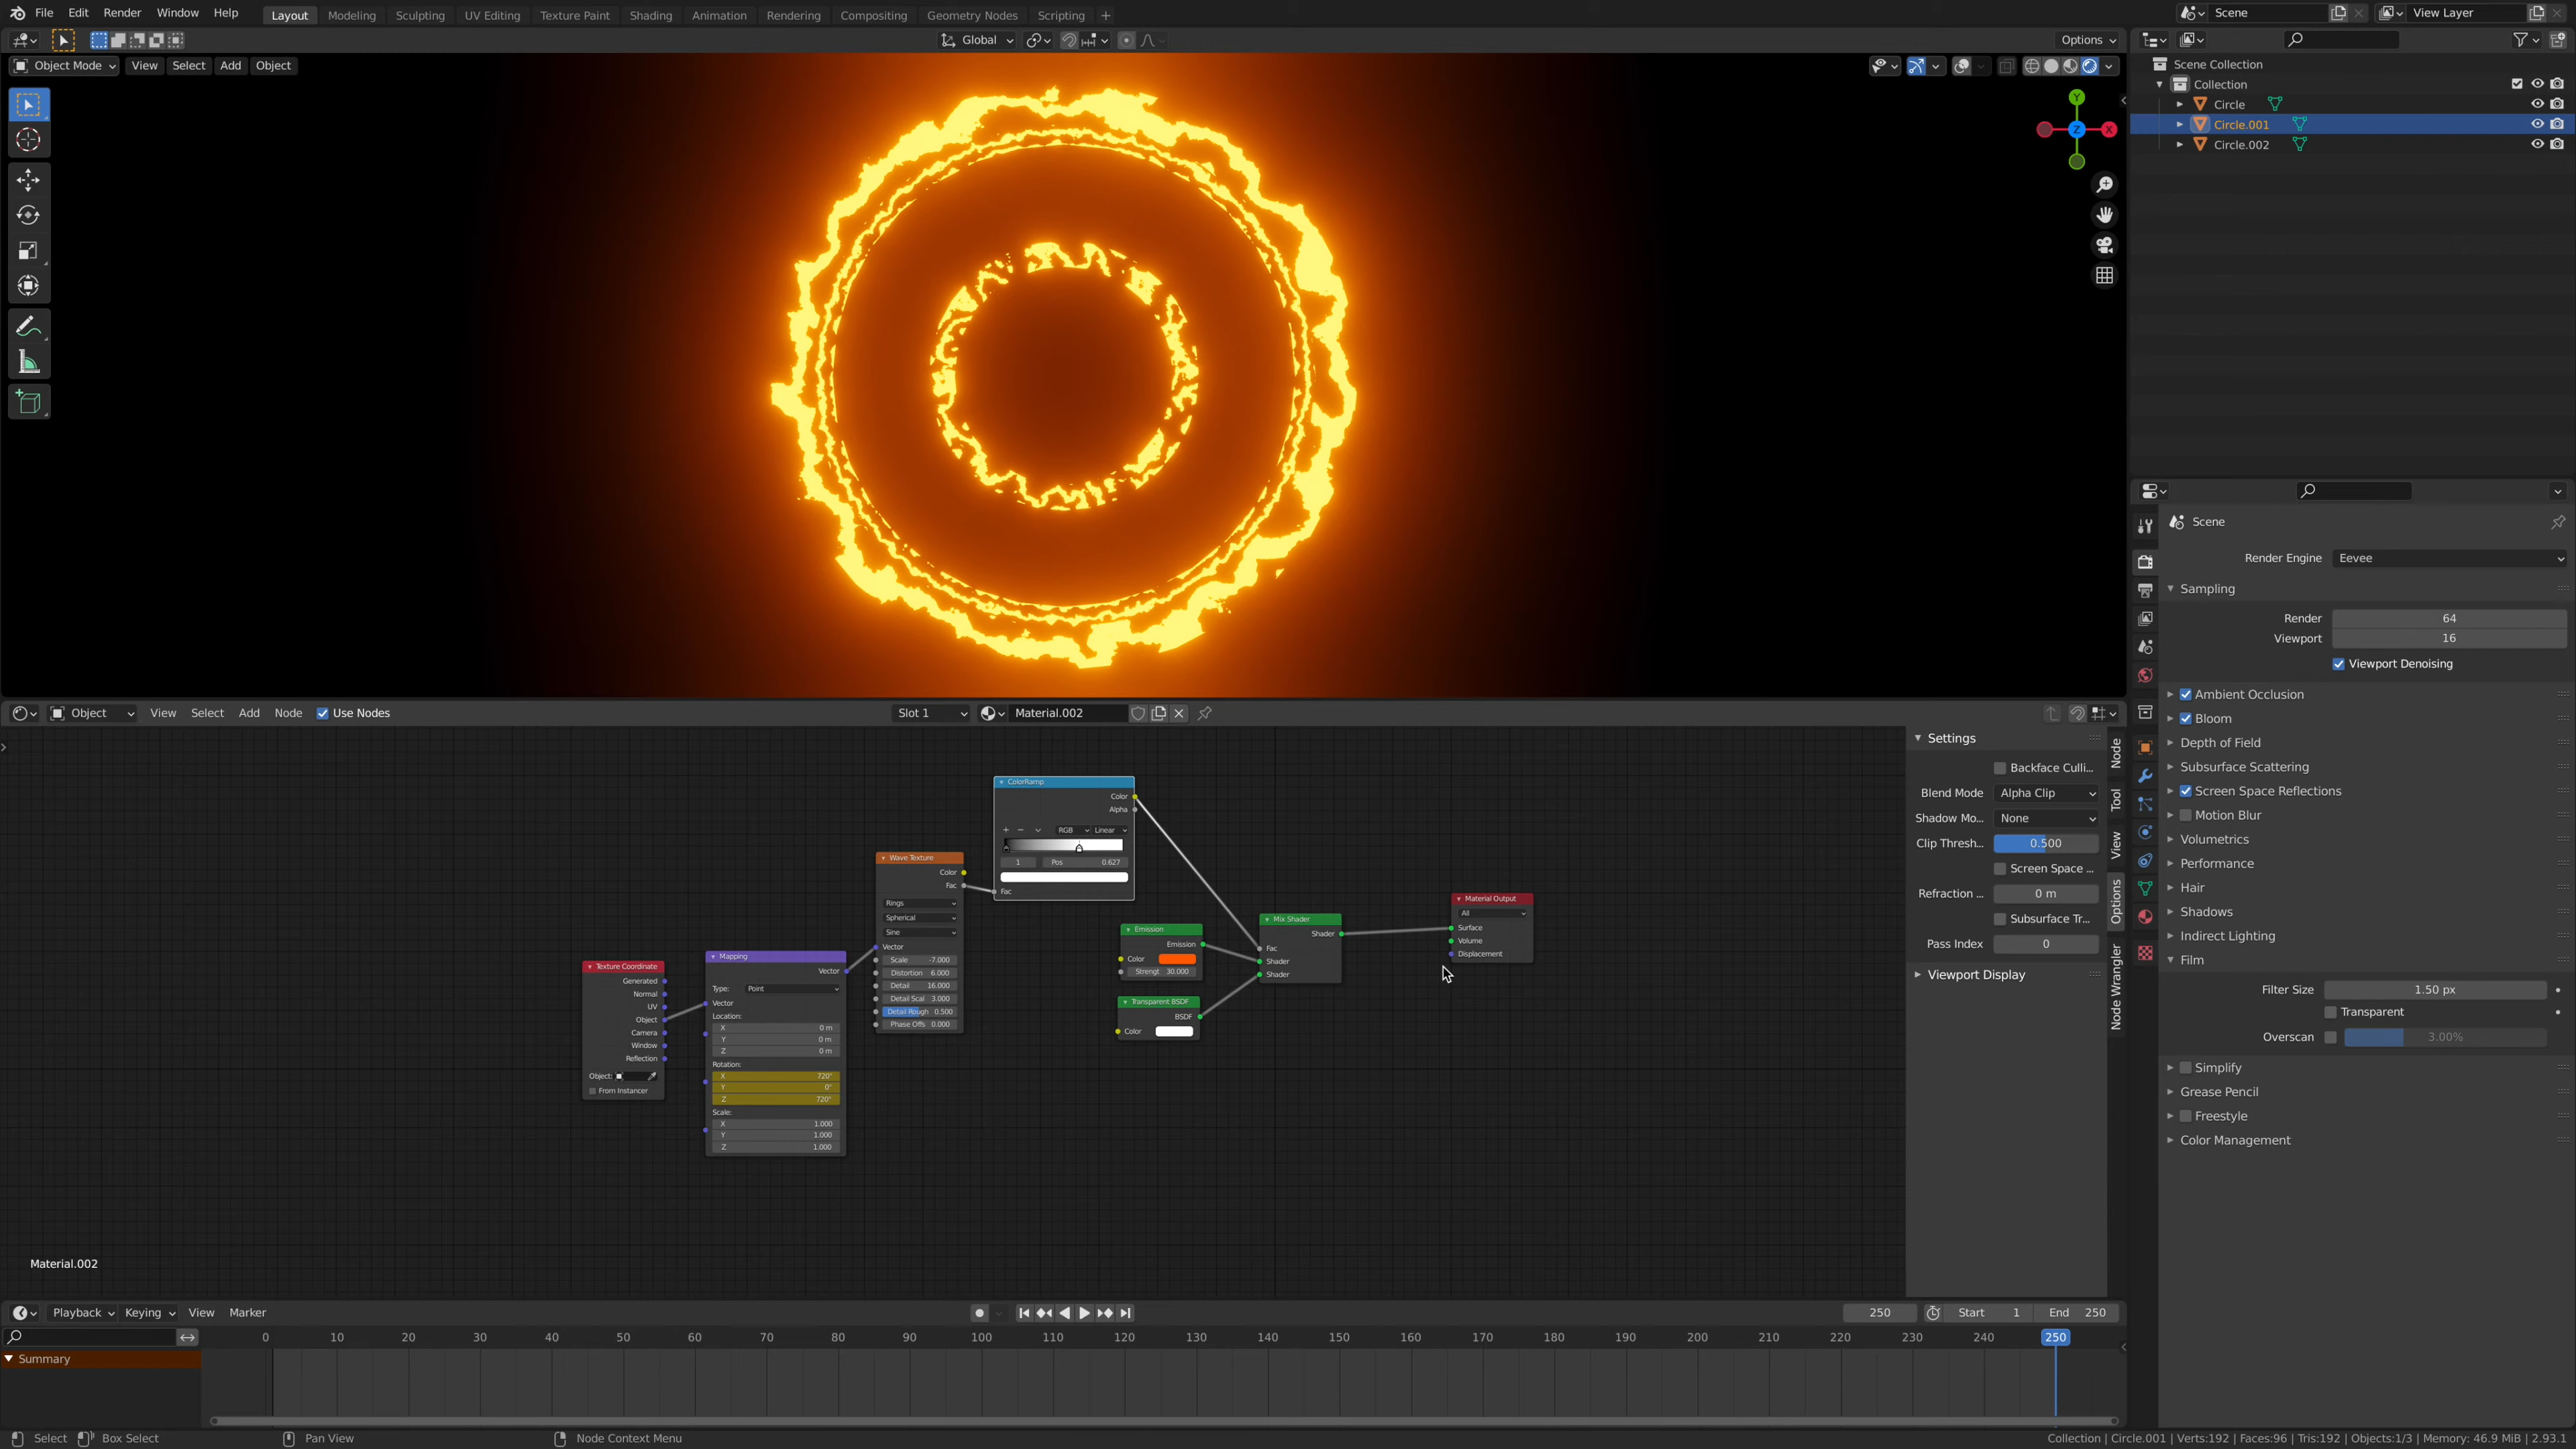 File Edit Render Window Help Layout Modeling Sculpting UV Editing Texture Paint Shading Animation Rendering Compositing Geometry Nodes Scripting + Scene View Layer
Global Options
Object Mode View Select Add Object
Y
Z X
Scene Collection
Collection
Circle
Circle.001
Circle.002
Scene
Render Engine Eevee
Sampling
Render 64
Viewport 16
Viewport Denoising
Ambient Occlusion
Bloom
Depth of Field
Subsurface Scattering
Screen Space Reflections
Motion Blur
Volumetrics
Performance
Hair
Shadows
Indirect Lighting
Film
Filter Size 1.50 px
Transparent
Overscan 3.00%
Simplify
Grease Pencil
Freestyle
Color Management
Object View Select Add Node Use Nodes Slot 1 Material.002
Settings
Backface Culli...
Blend Mode Alpha Clip
Shadow Mo... None
Clip Thresh... 0.500
Screen Space ...
Refraction ... 0 m
Subsurface Tr...
Pass Index 0
Viewport Display
Node
Tool
View
Options
Node Wrangler
Texture Coordinate
Generated
Normal
UV
Object
Camera
Window
Reflection
Object:
From Instancer
Mapping
Vector
Type: Point
Vector
Location:
X 0 m
Y 0 m
Z 0 m
Rotation:
X 720°
Y 0°
Z 720°
Scale:
X 1.000
Y 1.000
Z 1.000
Wave Texture
Color
Fac
Rings
Spherical
Sine
Vector
Scale -7.000
Distortion 6.000
Detail 16.000
Detail Scal 3.000
Detail Rough 0.500
Phase Offs 0.000
ColorRamp
Color
Alpha
RGB Linear
1 Pos 0.627
Fac
Emission
Emission
Color
Strengt 30.000
Transparent BSDF
BSDF
Color
Mix Shader
Shader
Fac
Shader
Shader
Material Output
All
Surface
Volume
Displacement
Material.002
Playback Keying View Marker 250 Start 1 End 250
0 10 20 30 40 50 60 70 80 90 100 110 120 130 140 150 160 170 180 190 200 210 220 230 240 250
Summary
Select Box Select Pan View Node Context Menu Collection | Circle.001 | Verts:192 | Faces:96 | Tris:192 | Objects:1/3 | Memory: 46.9 MiB | 2.93.1